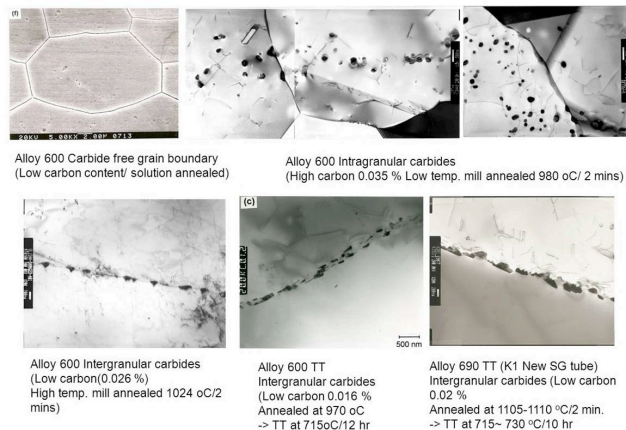 (f)
20KV 5.00KX 2.00μ 0713
Alloy 600 Carbide free grain boundary
(Low carbon content/ solution annealed)
Alloy 600 Intragranular carbides
(High carbon 0.035 % Low temp. mill annealed 980 oC/ 2 mins)
(c)
500 nm
Alloy 600 Intergranular carbides
(Low carbon(0.026 %)
High temp. mill annealed 1024 oC/2
mins)
Alloy 600 TT
Intergranular carbides
(Low carbon 0.016 %
Annealed at 970 oC
-> TT at 715oC/12 hr
Alloy 690 TT (K1 New SG tube)
Intergranular carbides (Low carbon
0.02 %
Annealed at 1105-1110 ºC/2 min.
-> TT at 715~ 730 ºC/10 hr